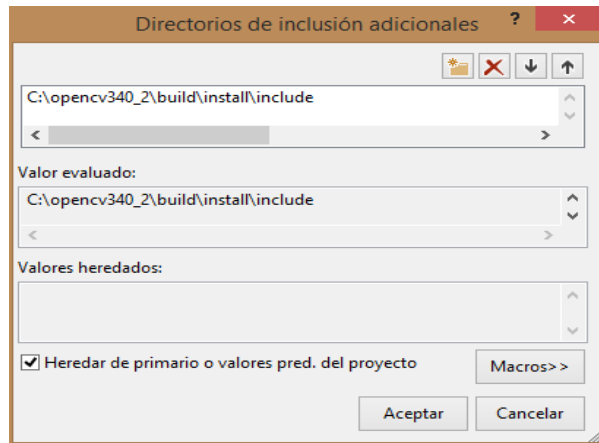 Directorios de inclusión adicionales
?
C:\opencv340_2\build\install\include
Valor evaluado:
C:\opencv340_2\build\install\include
Valores heredados:
Heredar de primario o valores pred. del proyecto
Macros>>
Aceptar
Cancelar